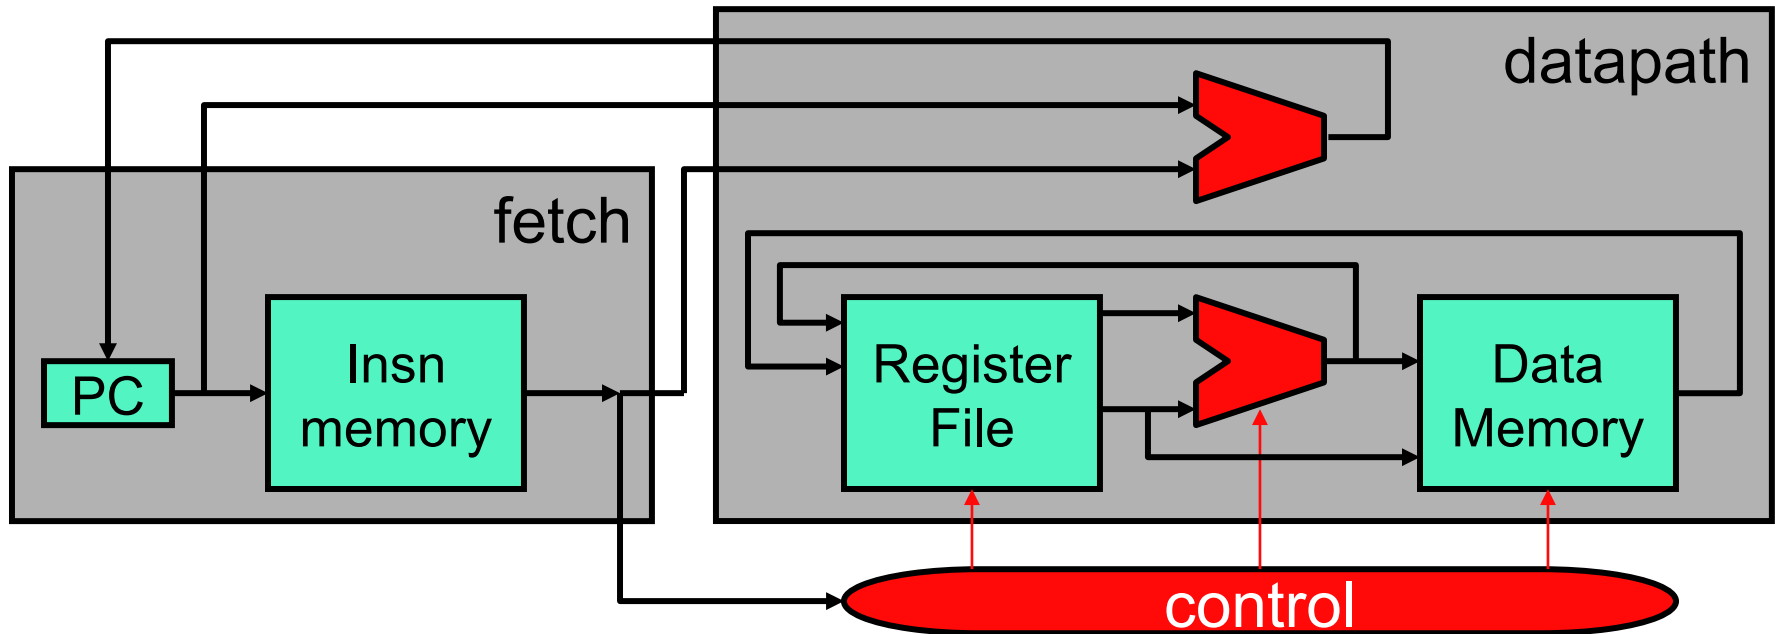 datapath
fetch
PC
Insn
memory
Register
File
Data
Memory
control